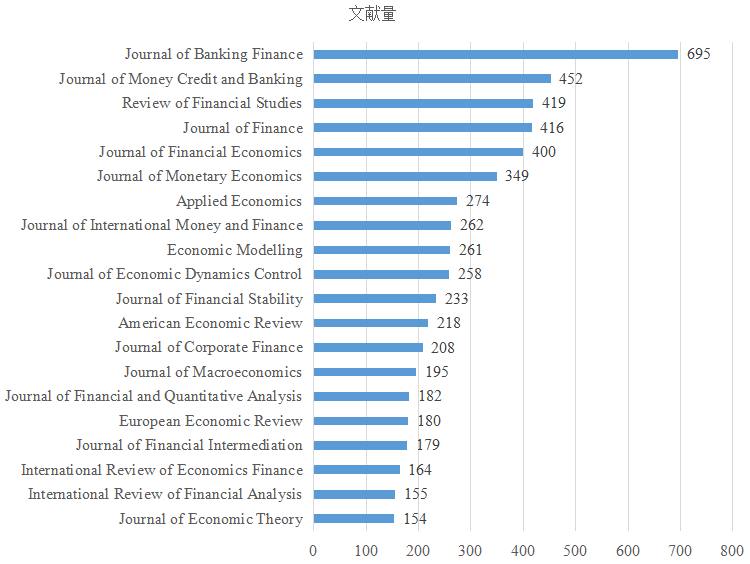 文献量
Journal of Banking Finance 695
Journal of Money Credit and Banking 452
Review of Financial Studies 419
Journal of Finance 416
Journal of Financial Economics 400
Journal of Monetary Economics 349
Applied Economics 274
Journal of International Money and Finance 262
Economic Modelling 261
Journal of Economic Dynamics Control 258
Journal of Financial Stability 233
American Economic Review 218
Journal of Corporate Finance 208
Journal of Macroeconomics 195
Journal of Financial and Quantitative Analysis 182
European Economic Review 180
Journal of Financial Intermediation 179
International Review of Economics Finance 164
International Review of Financial Analysis 155
Journal of Economic Theory 154
0 100 200 300 400 500 600 700 800